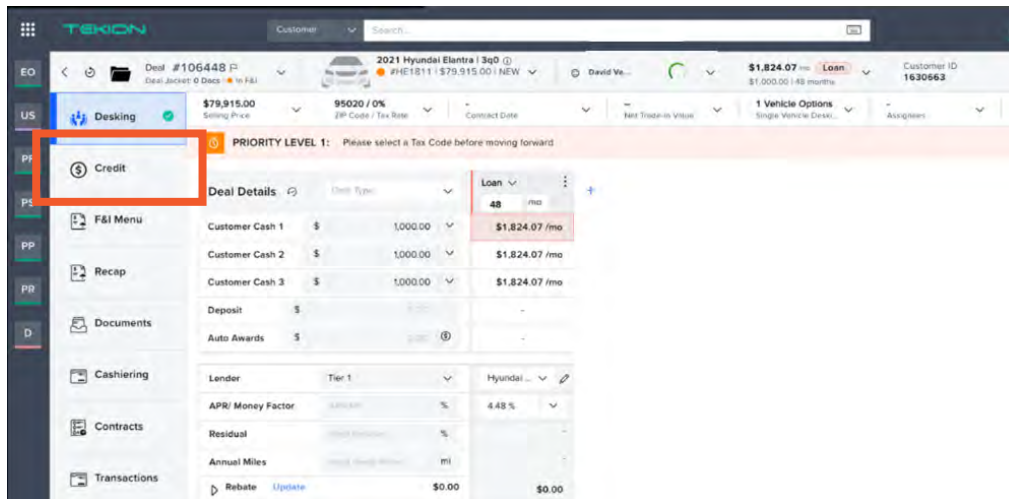 TEKION
Customer
Search...
EO
US
PF
PS
PP
PR
D
Deal #106448
Deal Jacket: 0 Docs In F&I
2021 Hyundai Elantra | 3q0
#HE1811 | $79,915.00 | NEW
David Va...
$1,824.07 Loan
$1,000.00 | 48 months
Customer ID
1630663
$79,915.00
Selling Price
95020 / 0%
ZIP Code / Tax Rate
-
Contract Date
-
Net Trade-in Value
1 Vehicle Options
Single Vehicle Deski...
-
Assignees
PRIORITY LEVEL 1: Please select a Tax Code before moving forward
Desking
Credit
F&I Menu
Recap
Documents
Cashiering
Contracts
Transactions
Deal Details
Deal Type
Loan
48 mo
Customer Cash 1 $ 1,000.00 $1,824.07 /mo
Customer Cash 2 $ 1,000.00 $1,824.07 /mo
Customer Cash 3 $ 1,000.00 $1,824.07 /mo
Deposit $ -
Auto Awards $ -
Lender Tier 1 Hyundai ...
APR/ Money Factor % 4.48 %
Residual % -
Annual Miles mi -
Rebate Update $0.00 $0.00